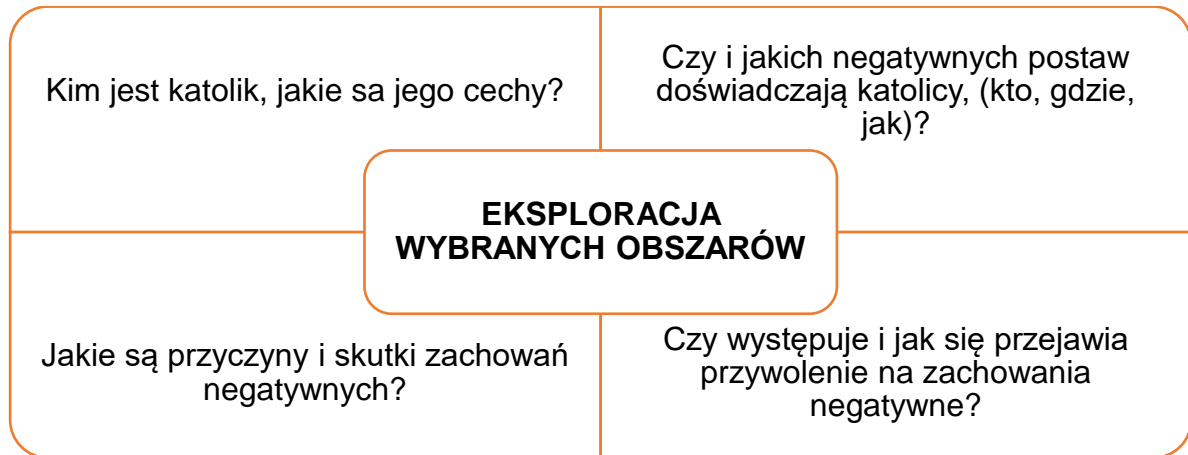 Kim jest katolik, jakie sa jego cechy?
Czy i jakich negatywnych postaw
doświadczają katolicy, (kto, gdzie,
jak)?
EKSPLORACJA
WYBRANYCH OBSZARÓW
Jakie są przyczyny i skutki zachowań
negatywnych?
Czy występuje i jak się przejawia
przywolenie na zachowania
negatywne?